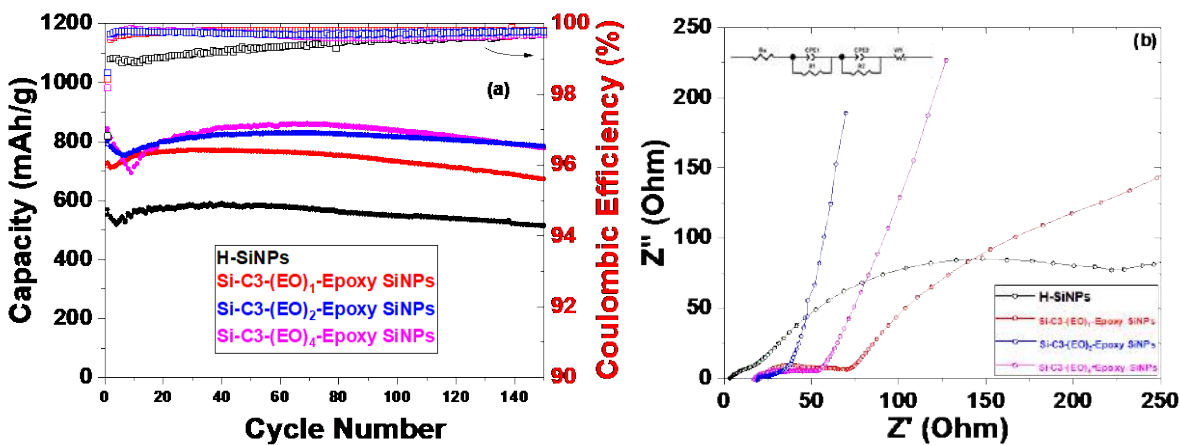 1200
1000
800
600
400
200
0
Capacity (mAh/g)
0 20 40 60 80 100 120 140
Cycle Number
100
98
96
94
92
90
Coulombic Efficiency (%)
(a)
H-SiNPs
Si-C3-(EO)₁-Epoxy SiNPs
Si-C3-(EO)₂-Epoxy SiNPs
Si-C3-(EO)₄-Epoxy SiNPs
250
200
150
100
50
0
Z'' (Ohm)
0 50 100 150 200 250
Z' (Ohm)
(b)
CPE1 CPE2
R1 R2
H-SiNPs
Si-C3-(EO)₁-Epoxy SiNPs
Si-C3-(EO)₂-Epoxy SiNPs
Si-C3-(EO)₄-Epoxy SiNPs